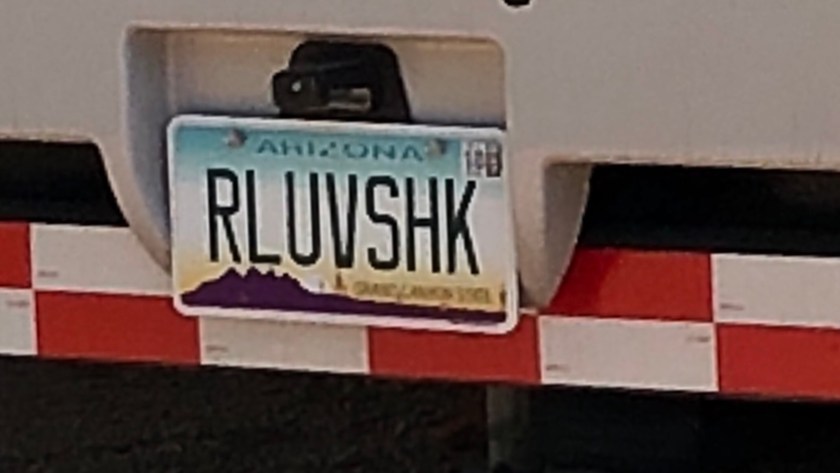 ARIZONA
RLUVSHK
GRAND CANYON STATE